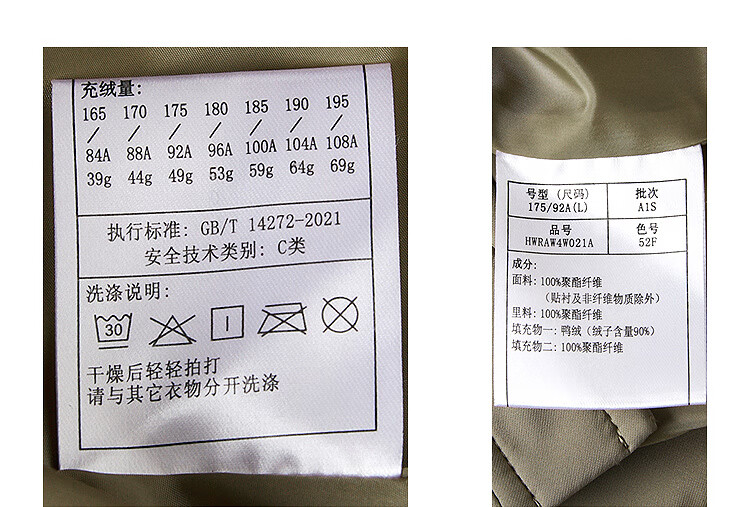 充绒量:
165 170 175 180 185 190 195
/ / / / / / /
84A 88A 92A 96A 100A 104A 108A
39g 44g 49g 53g 59g 64g 69g
执行标准: GB/T 14272-2021
安全技术类别: C类
洗涤说明:
30
干燥后轻轻拍打
请与其它衣物分开洗涤
号型 (尺码) 批次
175/92A(L) A1S
品号 色号
HWRAW4W021A 52F
成分:
面料: 100%聚酯纤维
(贴衬及非纤维物质除外)
里料: 100%聚酯纤维
填充物一: 鸭绒 (绒子含量90%)
填充物二: 100%聚酯纤维